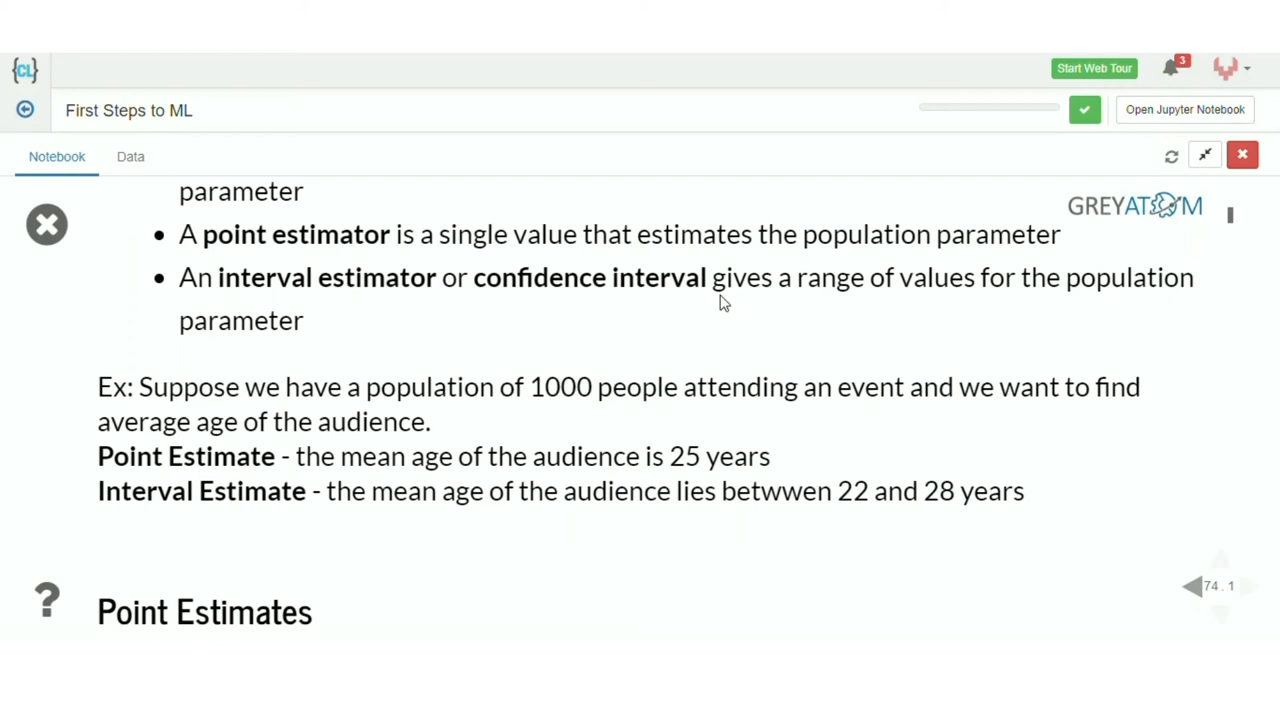 {CL}
Start Web Tour
3
First Steps to ML
Open Jupyter Notebook
Notebook
Data
parameter
GREYATOM
• A point estimator is a single value that estimates the population parameter
• An interval estimator or confidence interval gives a range of values for the population
parameter
Ex: Suppose we have a population of 1000 people attending an event and we want to find
average age of the audience.
Point Estimate - the mean age of the audience is 25 years
Interval Estimate - the mean age of the audience lies betwwen 22 and 28 years
74.1
?
Point Estimates